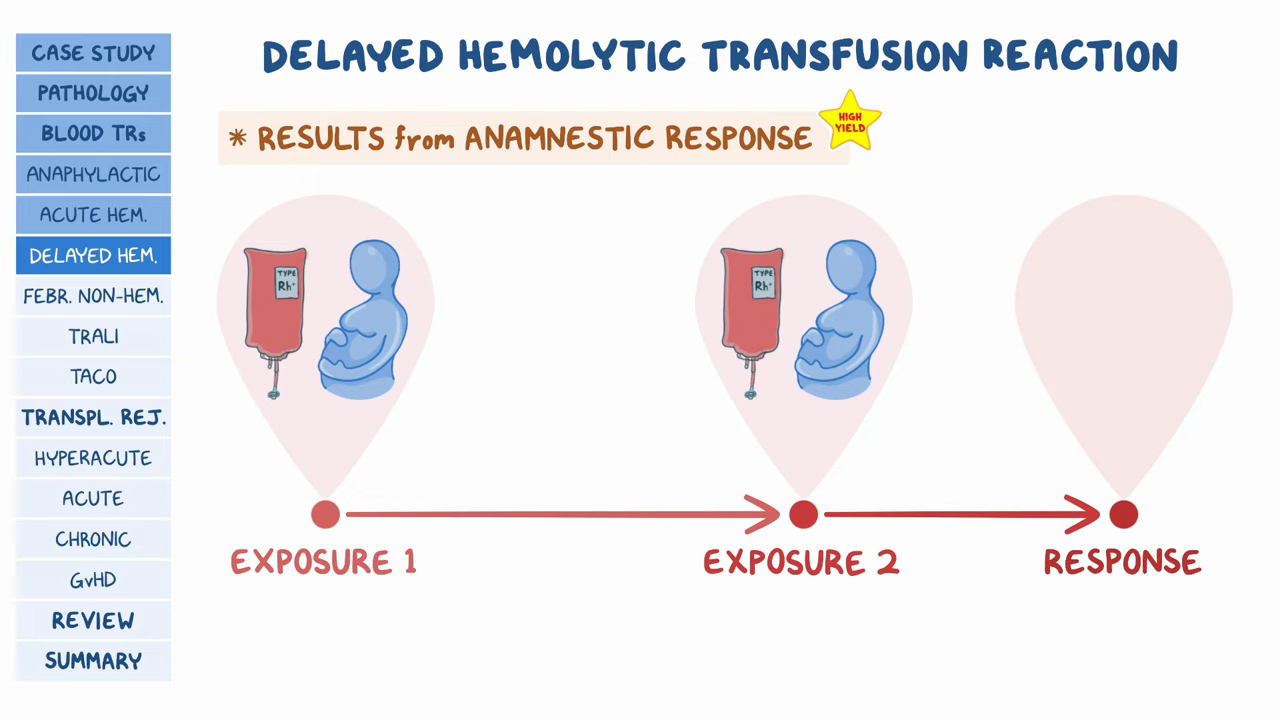 CASE STUDY
PATHOLOGY
BLOOD TRs
ANAPHYLACTIC
ACUTE HEM.
DELAYED HEM.
FEBR. NON-HEM.
TRALI
TACO
TRANSPL. REJ.
HYPERACUTE
ACUTE
CHRONIC
GvHD
REVIEW
SUMMARY
DELAYED HEMOLYTIC TRANSFUSION REACTION
* RESULTS from ANAMNESTIC RESPONSE
HIGH
YIELD
TYPE
Rh+
TYPE
Rh+
EXPOSURE 1
EXPOSURE 2
RESPONSE